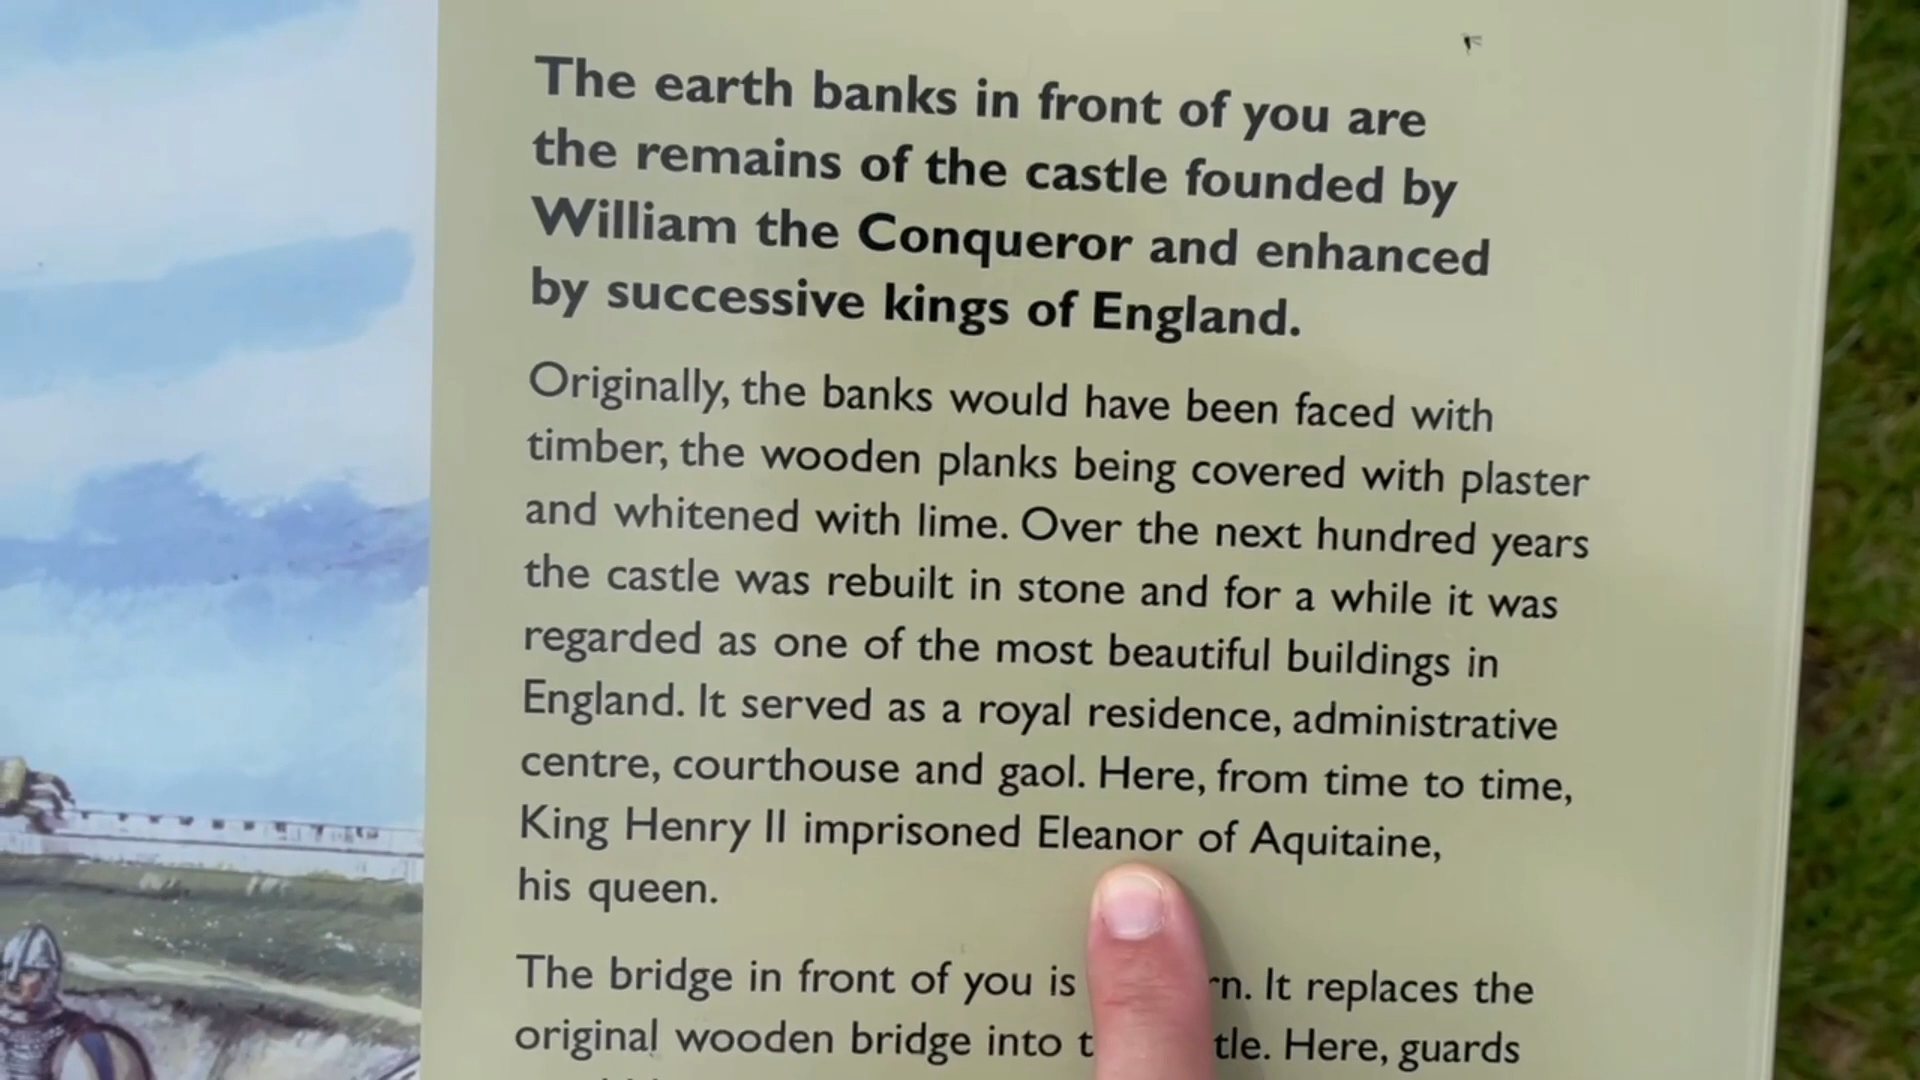 The earth banks in front of you are
the remains of the castle founded by
William the Conqueror and enhanced
by successive kings of England.
Originally, the banks would have been faced with
timber, the wooden planks being covered with plaster
and whitened with lime. Over the next hundred years
the castle was rebuilt in stone and for a while it was
regarded as one of the most beautiful buildings in
England. It served as a royal residence, administrative
centre, courthouse and gaol. Here, from time to time,
King Henry II imprisoned Eleanor of Aquitaine,
his queen.
The bridge in front of you is It replaces the
original wooden bridge into Here, guards